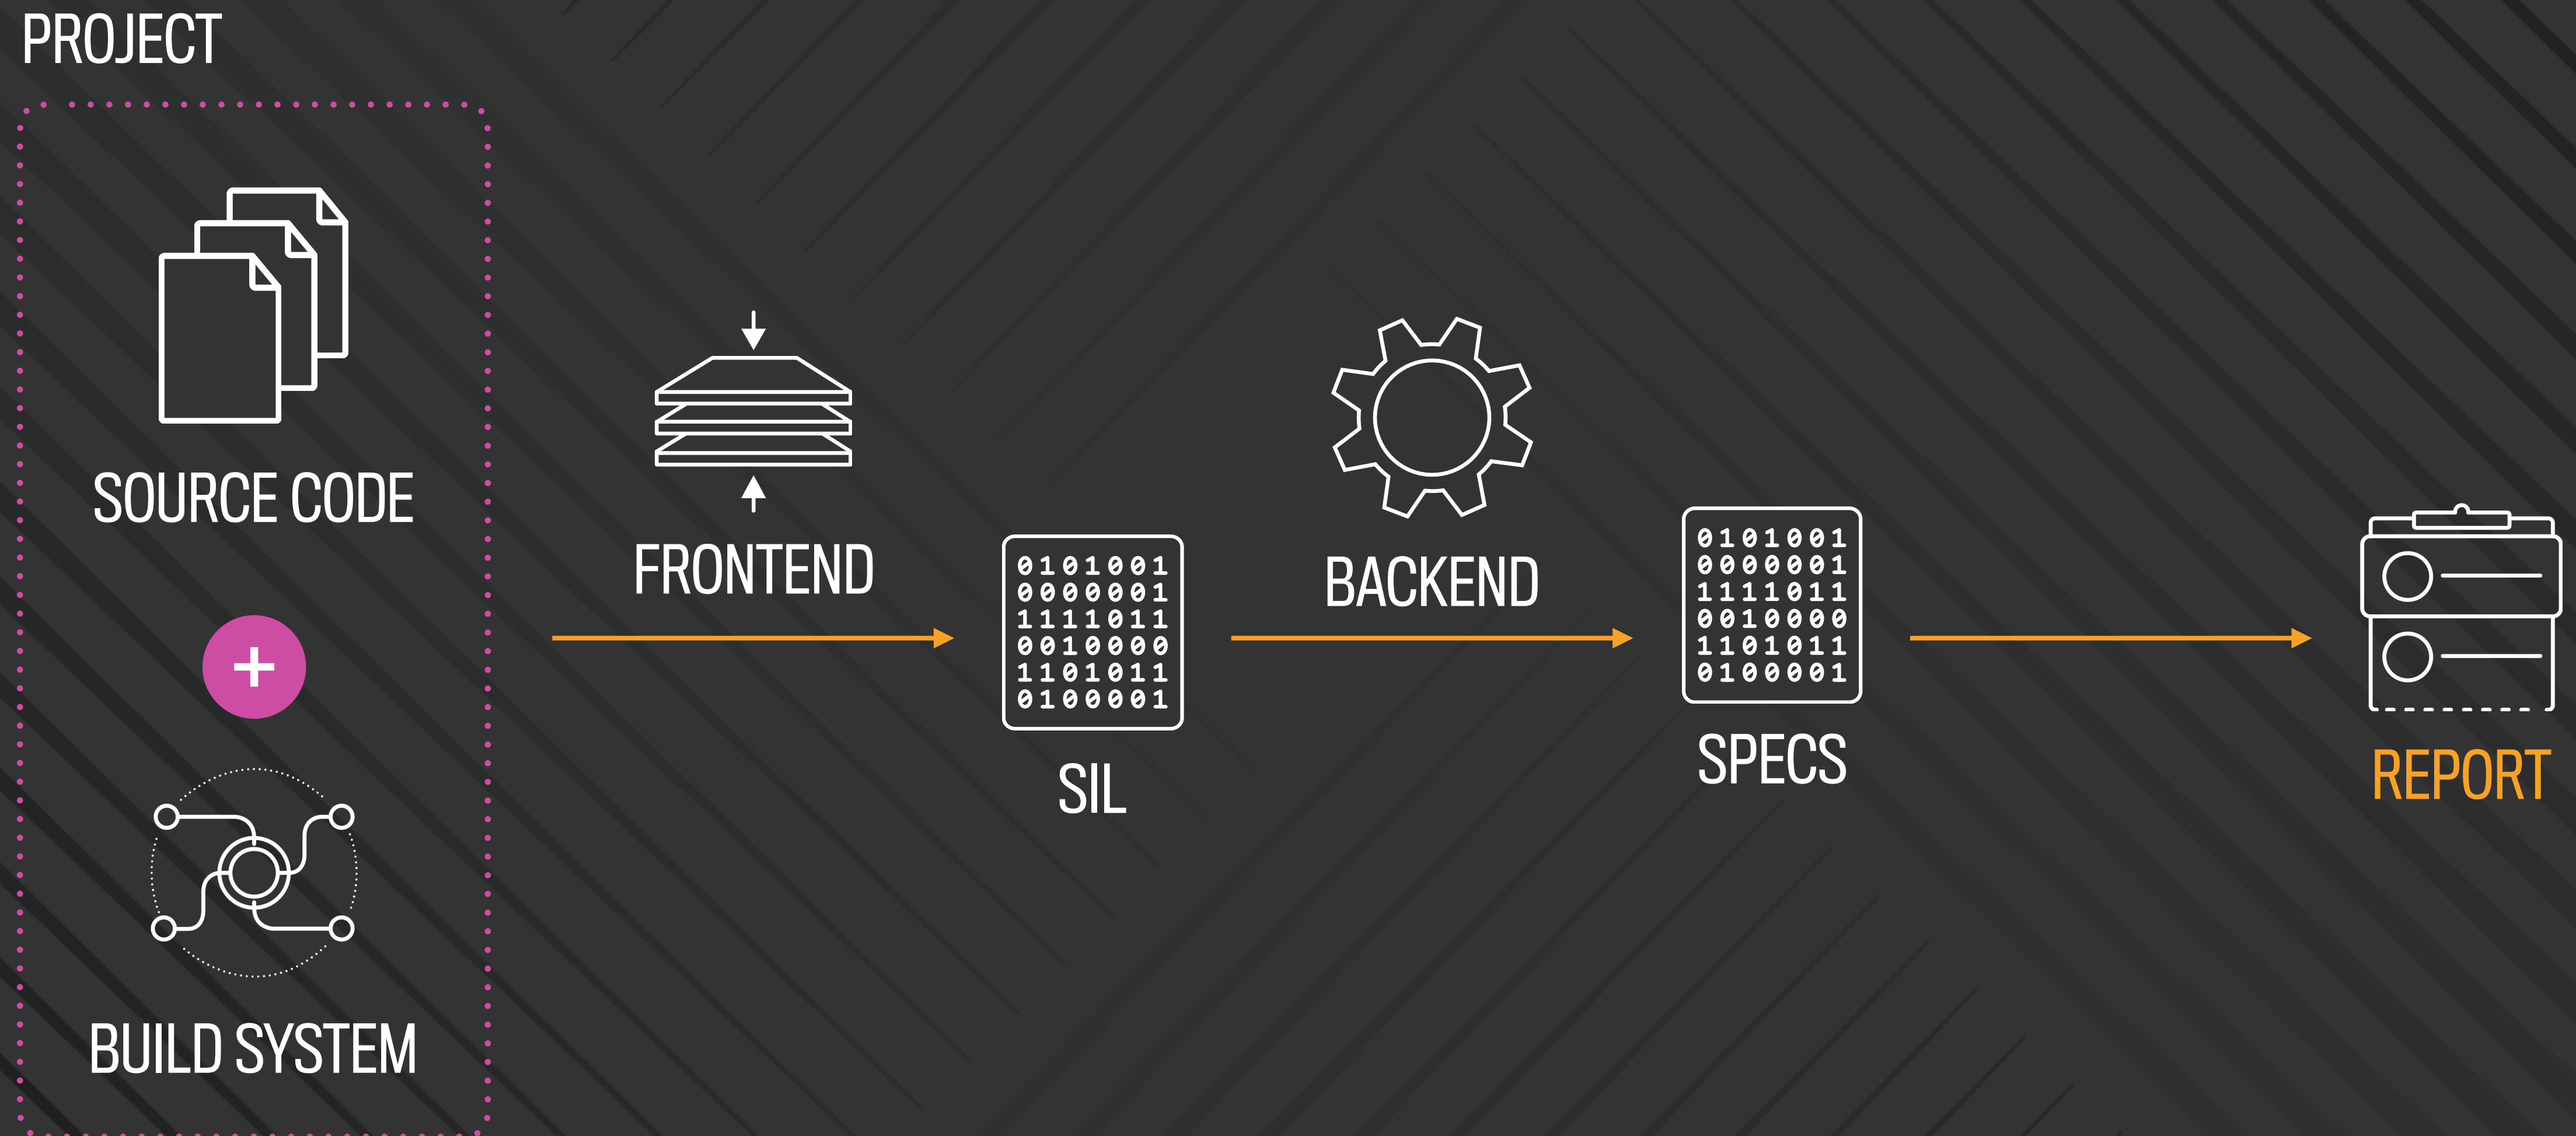 PROJECT
SOURCE CODE
+
BUILD SYSTEM
FRONTEND
0101001
0000001
1111011
0010000
1101011
0100001
SIL
BACKEND
0101001
0000001
1111011
0010000
1101011
0100001
SPECS
REPORT